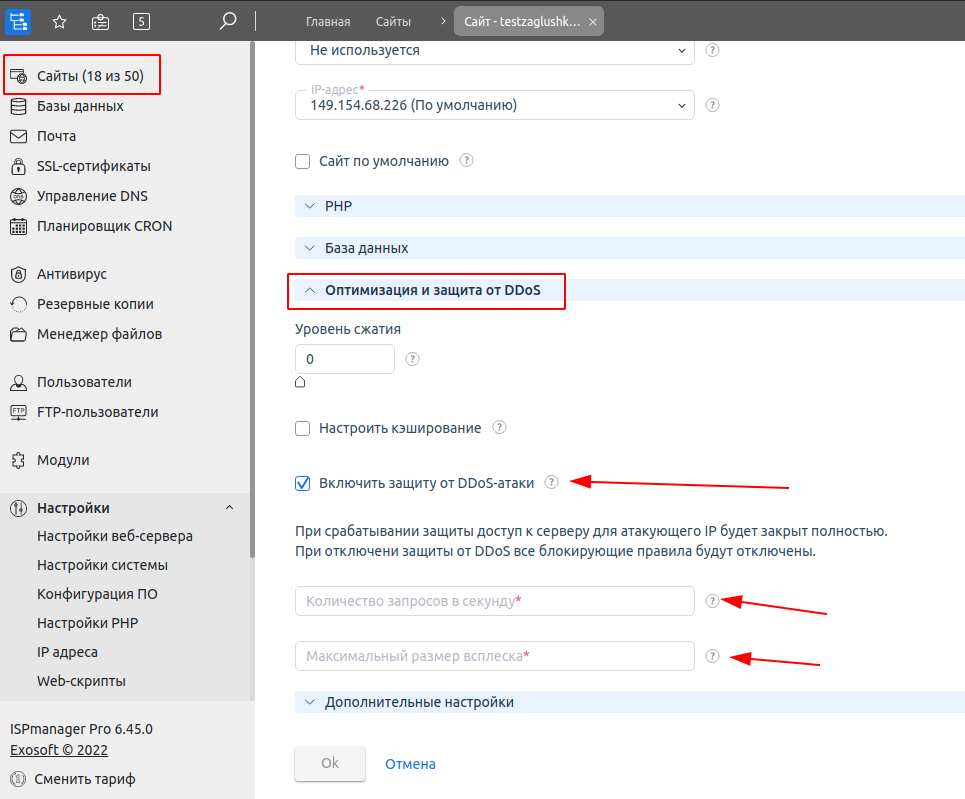 5
Главная
Сайты
Сайт - testzaglushk...
Сайты (18 из 50)
Базы данных
Почта
SSL-сертификаты
DNS
Управление DNS
Планировщик CRON
Антивирус
Резервные копии
Менеджер файлов
Пользователи
FTP
FTP-пользователи
Модули
Настройки
Настройки веб-сервера
Настройки системы
Конфигурация ПО
Настройки PHP
IP адреса
Web-скрипты
ISPmanager Pro 6.45.0
Exosoft © 2022
Сменить тариф
Не используется
?
IP-адрес*
149.154.68.226 (По умолчанию)
?
Сайт по умолчанию ?
PHP
База данных
Оптимизация и защита от DDoS
Уровень сжатия
0
?
Настроить кэширование ?
Включить защиту от DDoS-атаки ?
При срабатывании защиты доступ к серверу для атакующего IP будет закрыт полностью.
При отключени защиты от DDoS все блокирующие правила будут отключены.
Количество запросов в секунду*
?
Максимальный размер всплеска*
?
Дополнительные настройки
Ok
Отмена